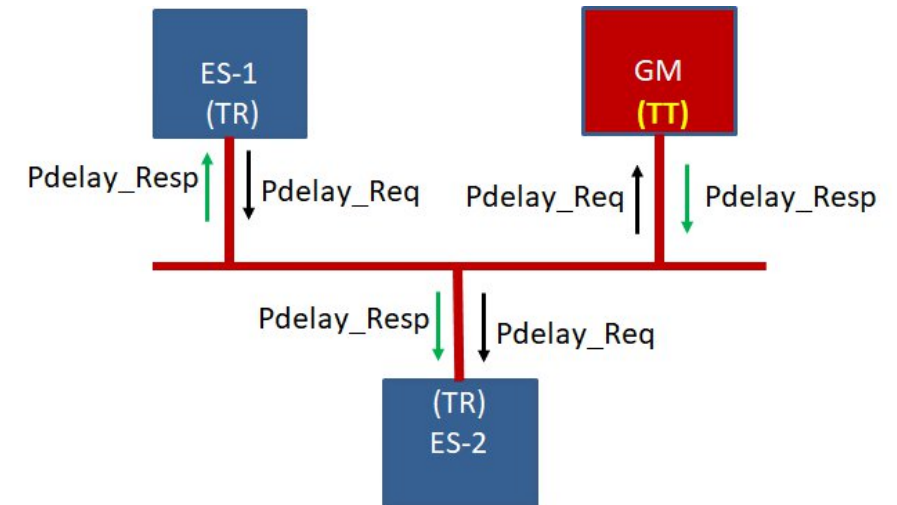 ES-1
(TR)
GM
(TT)
Pdelay_Resp
Pdelay_Req
Pdelay_Req
Pdelay_Resp
Pdelay_Resp
Pdelay_Req
(TR)
ES-2